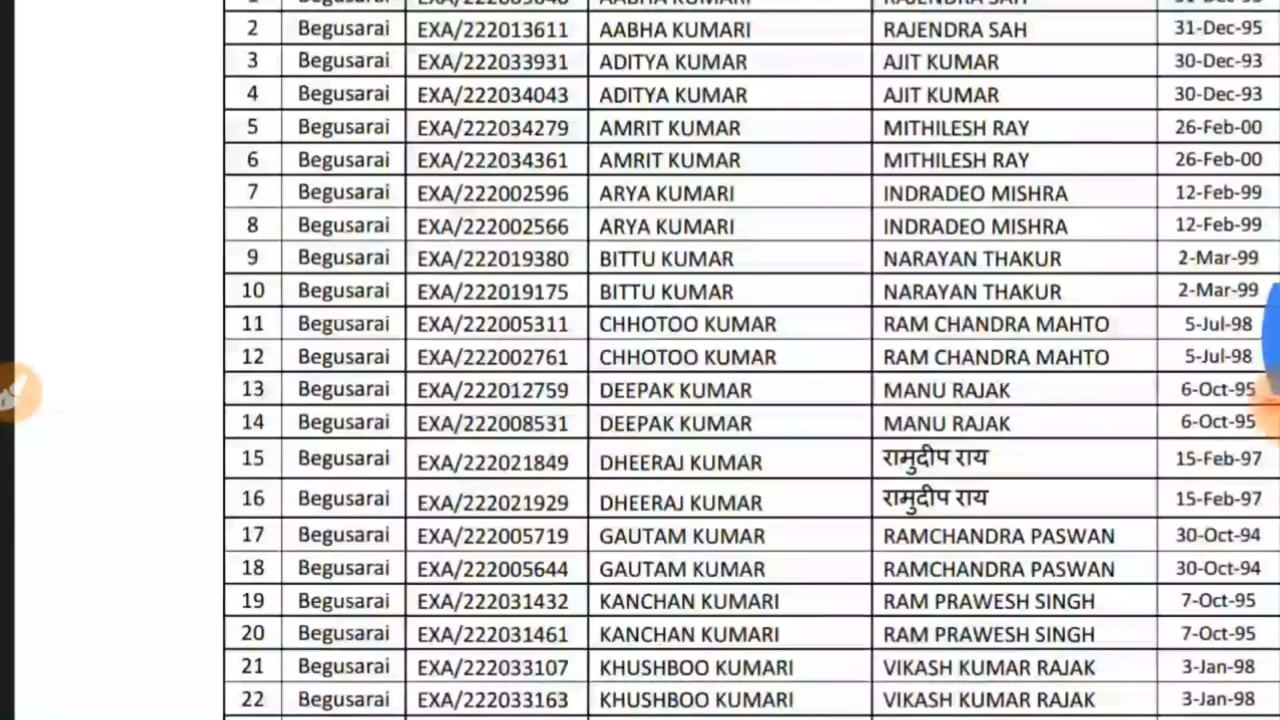 2 Begusarai EXA/222013611 AABHA KUMARI RAJENDRA SAH 31-Dec-95
3 Begusarai EXA/222033931 ADITYA KUMAR AJIT KUMAR 30-Dec-93
4 Begusarai EXA/222034043 ADITYA KUMAR AJIT KUMAR 30-Dec-93
5 Begusarai EXA/222034279 AMRIT KUMAR MITHILESH RAY 26-Feb-00
6 Begusarai EXA/222034361 AMRIT KUMAR MITHILESH RAY 26-Feb-00
7 Begusarai EXA/222002596 ARYA KUMARI INDRADEO MISHRA 12-Feb-99
8 Begusarai EXA/222002566 ARYA KUMARI INDRADEO MISHRA 12-Feb-99
9 Begusarai EXA/222019380 BITTU KUMAR NARAYAN THAKUR 2-Mar-99
10 Begusarai EXA/222019175 BITTU KUMAR NARAYAN THAKUR 2-Mar-99
11 Begusarai EXA/222005311 CHHOTOO KUMAR RAM CHANDRA MAHTO 5-Jul-98
12 Begusarai EXA/222002761 CHHOTOO KUMAR RAM CHANDRA MAHTO 5-Jul-98
13 Begusarai EXA/222012759 DEEPAK KUMAR MANU RAJAK 6-Oct-95
14 Begusarai EXA/222008531 DEEPAK KUMAR MANU RAJAK 6-Oct-95
15 Begusarai EXA/222021849 DHEERAJ KUMAR रामुदीप राय 15-Feb-97
16 Begusarai EXA/222021929 DHEERAJ KUMAR रामुदीप राय 15-Feb-97
17 Begusarai EXA/222005719 GAUTAM KUMAR RAMCHANDRA PASWAN 30-Oct-94
18 Begusarai EXA/222005644 GAUTAM KUMAR RAMCHANDRA PASWAN 30-Oct-94
19 Begusarai EXA/222031432 KANCHAN KUMARI RAM PRAWESH SINGH 7-Oct-95
20 Begusarai EXA/222031461 KANCHAN KUMARI RAM PRAWESH SINGH 7-Oct-95
21 Begusarai EXA/222033107 KHUSHBOO KUMARI VIKASH KUMAR RAJAK 3-Jan-98
22 Begusarai EXA/222033163 KHUSHBOO KUMARI VIKASH KUMAR RAJAK 3-Jan-98